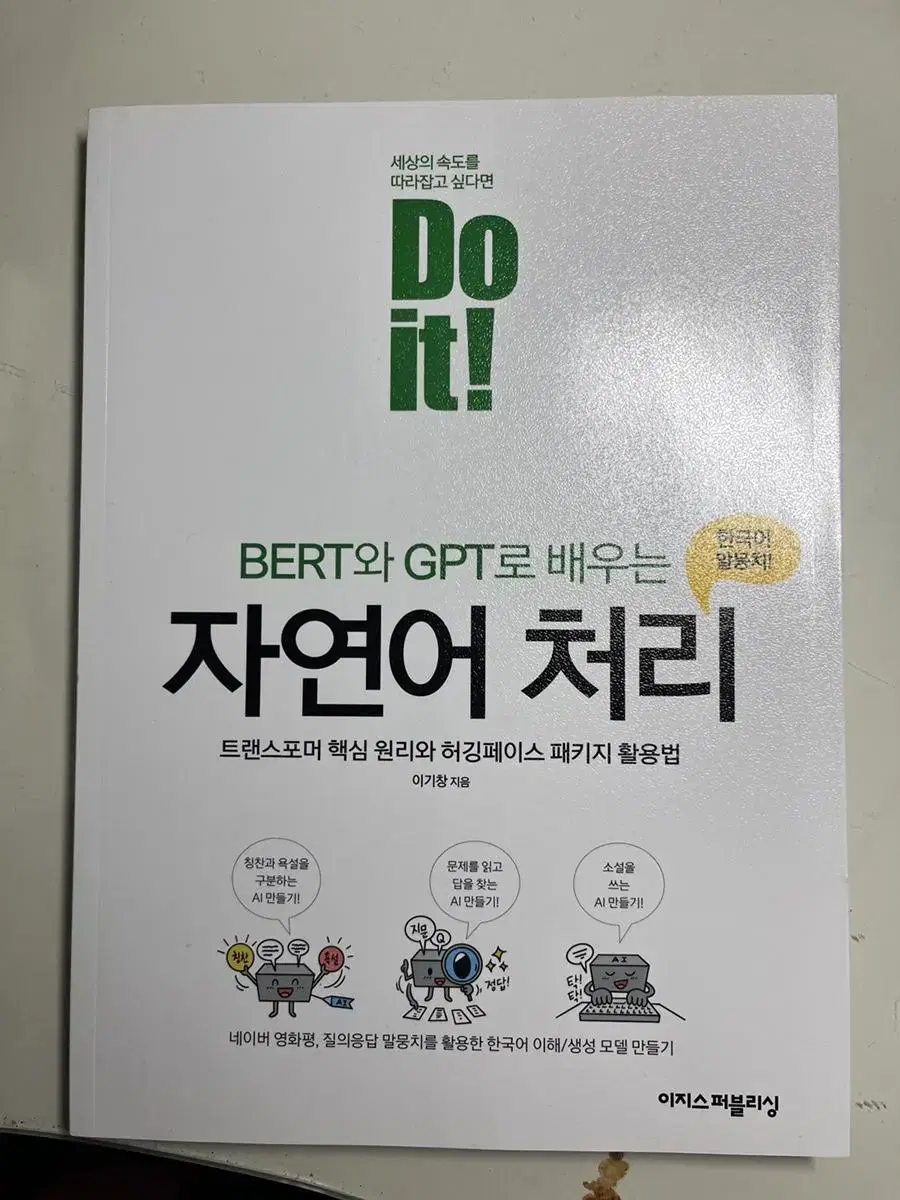 세상의 속도를
따라잡고 싶다면
Do
it!
BERT와 GPT로 배우는
한국어
말뭉치!
자연어 처리
트랜스포머 핵심 원리와 허깅페이스 패키지 활용법
이기창 지음
칭찬과 욕설을
구분하는
AI 만들기!
문제를 읽고
답을 찾는
AI 만들기!
소설을
쓰는
AI 만들기!
칭찬
욕설
AI
지문
Q
정답!
AI
탁!
탁!
네이버 영화평, 질의응답 말뭉치를 활용한 한국어 이해/생성 모델 만들기
이지스퍼블리싱